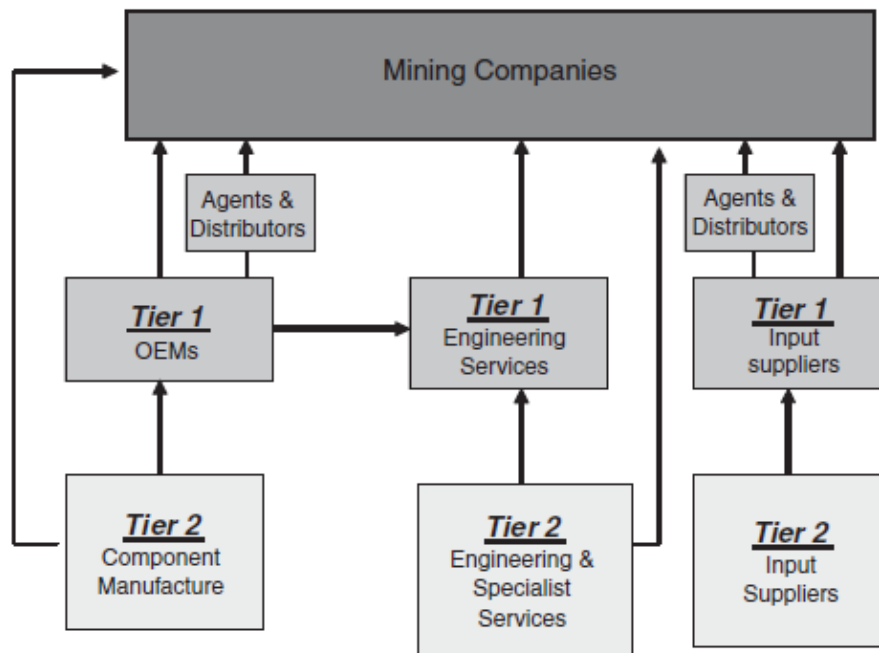 Mining Companies
Agents &
Distributors
Agents &
Distributors
Tier 1
OEMs
Tier 1
Engineering
Services
Tier 1
Input
suppliers
Tier 2
Component
Manufacture
Tier 2
Engineering &
Specialist
Services
Tier 2
Input
Suppliers